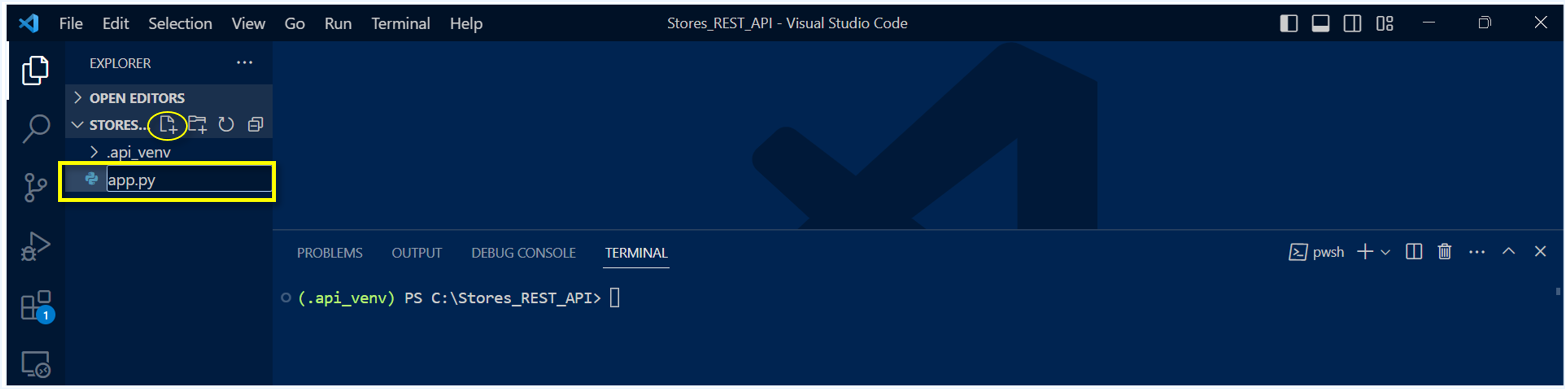 File Edit Selection View Go Run Terminal Help Stores_REST_API - Visual Studio Code
EXPLORER ...
OPEN EDITORS
STORES...
.api_venv
app.py
PROBLEMS OUTPUT DEBUG CONSOLE TERMINAL pwsh
(.api_venv) PS C:\Stores_REST_API>
1